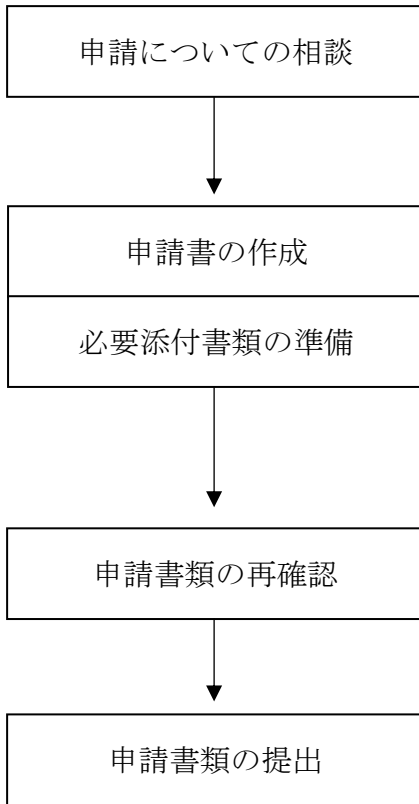 申請についての相談
申請書の作成
必要添付書類の準備
申請書類の再確認
申請書類の提出